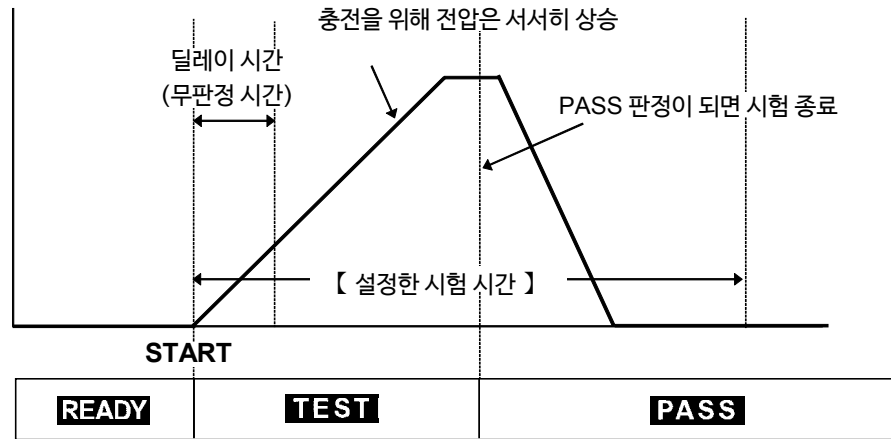 충전을 위해 전압은 서서히 상승
딜레이 시간
(무판정 시간)
PASS 판정이 되면 시험 종료
【 설정한 시험 시간 】
START
READY
TEST
PASS